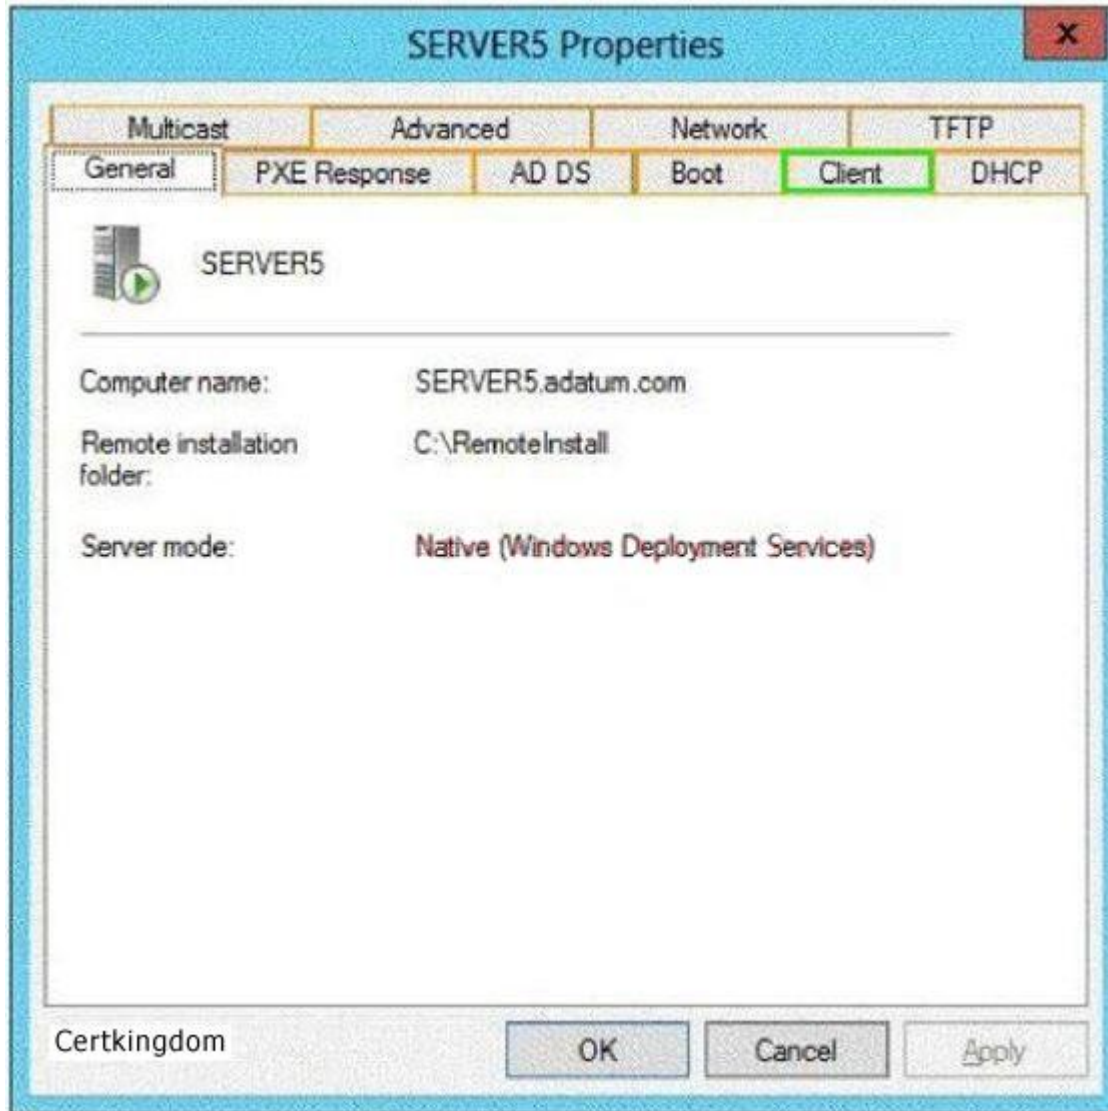 SERVER5 Properties
x
Multicast Advanced Network TFTP
General PXE Response AD DS Boot Client DHCP
SERVER5
Computer name: SERVER5.adatum.com
Remote installation C:\RemoteInstall
folder:
Server mode: Native (Windows Deployment Services)
Certkingdom
OK Cancel Apply